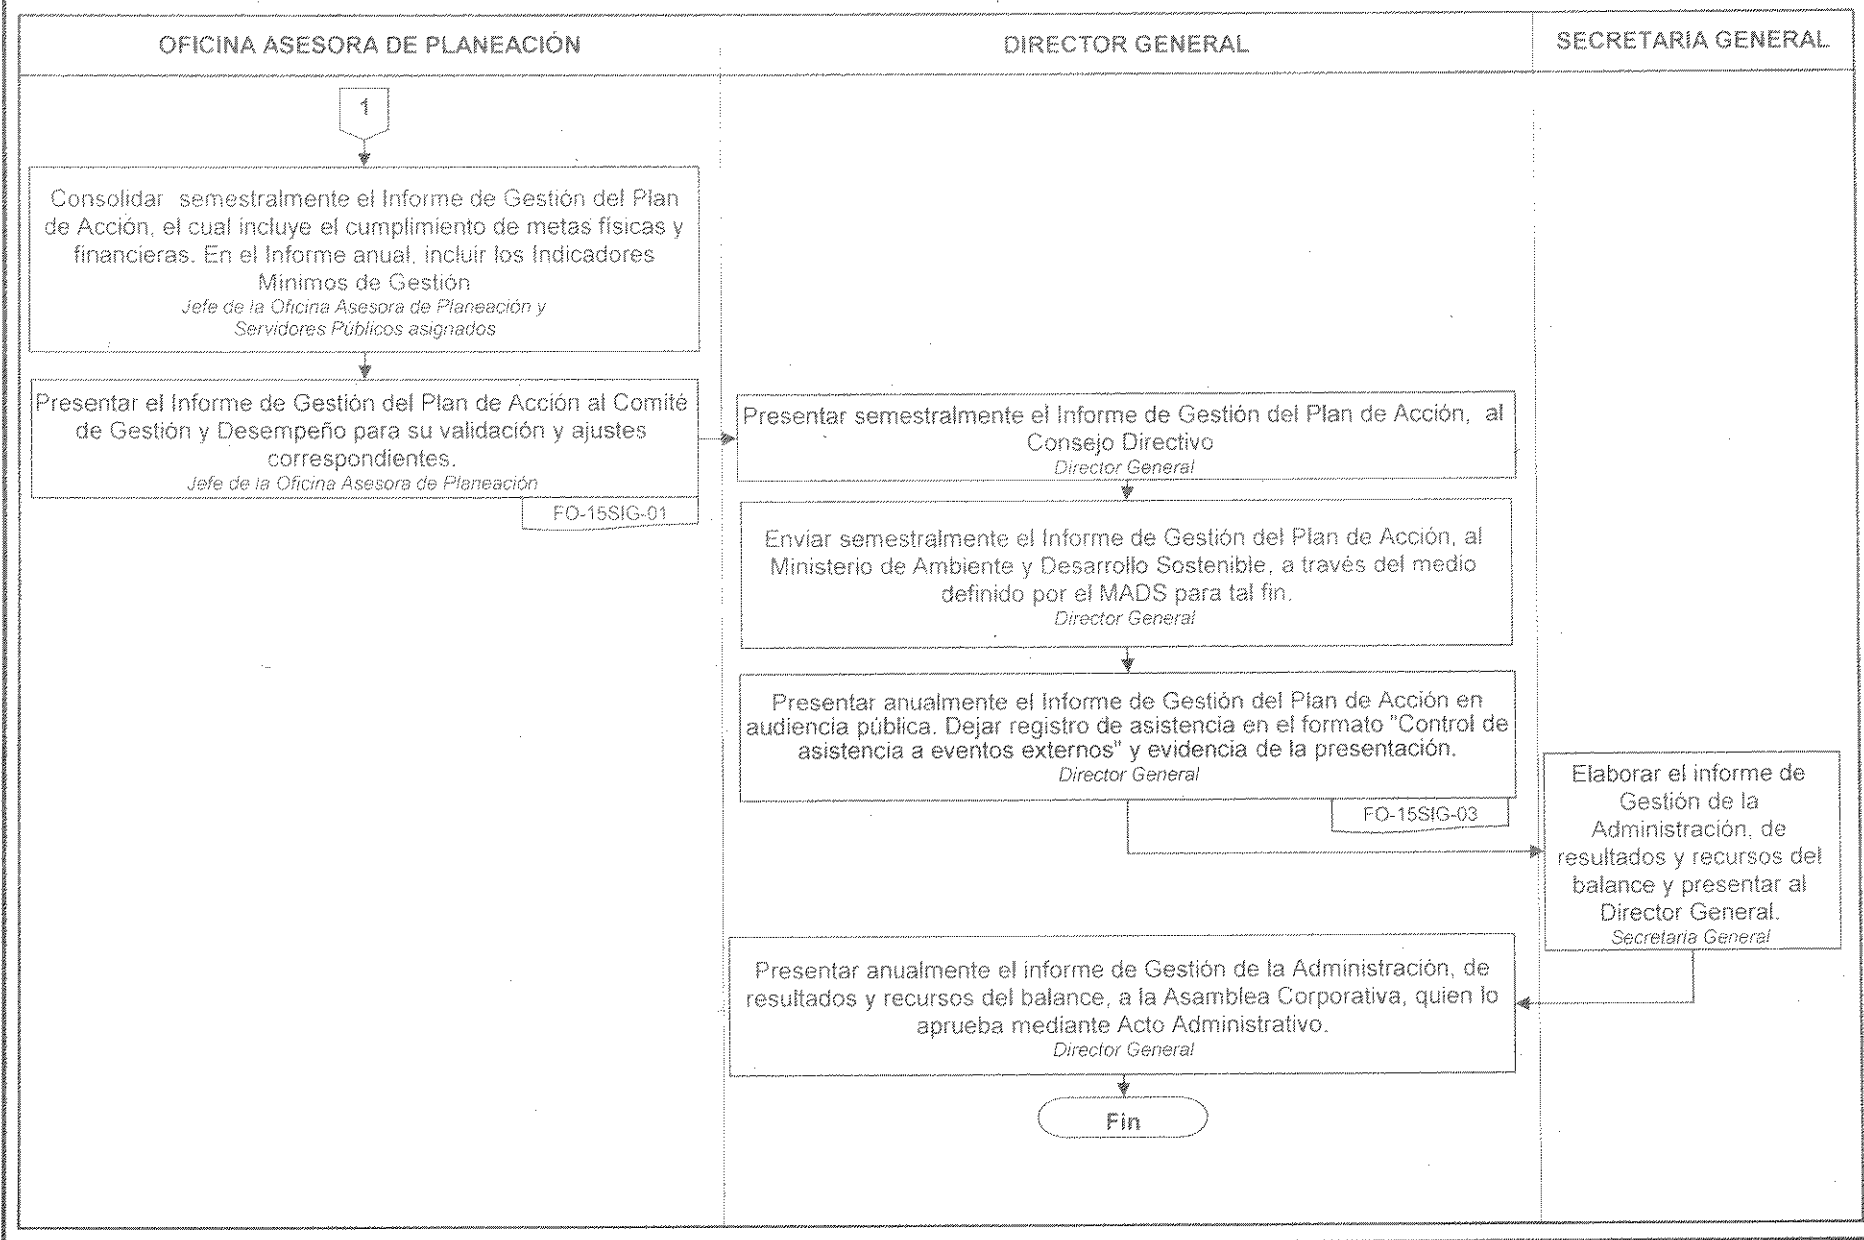 OFICINA ASESORA DE PLANEACIÓN
DIRECTOR GENERAL
SECRETARIA GENERAL
1
Consolidar semestralmente el Informe de Gestión del Plan
de Acción, el cual incluye el cumplimiento de metas físicas y
financieras. En el Informe anual, incluir los Indicadores
Mínimos de Gestión
Jefe de la Oficina Asesora de Planeación y
Servidores Públicos asignados
Presentar el Informe de Gestión del Plan de Acción al Comité
de Gestión y Desempeño para su validación y ajustes
correspondientes.
Jefe de la Oficina Asesora de Planeación
FO-15SIG-01
Presentar semestralmente el Informe de Gestión del Plan de Acción, al
Consejo Directivo
Director General
Enviar semestralmente el Informe de Gestión del Plan de Acción, al
Ministerio de Ambiente y Desarrollo Sostenible, a través del medio
definido por el MADS para tal fin.
Director General
Presentar anualmente el Informe de Gestión del Plan de Acción en
audiencia pública. Dejar registro de asistencia en el formato "Control de
asistencia a eventos externos" y evidencia de la presentación.
Director General
FO-15SIG-03
Elaborar el informe de
Gestión de la
Administración, de
resultados y recursos del
balance y presentar al
Director General.
Secretaria General
Presentar anualmente el informe de Gestión de la Administración, de
resultados y recursos del balance, a la Asamblea Corporativa, quien lo
aprueba mediante Acto Administrativo.
Director General
Fin